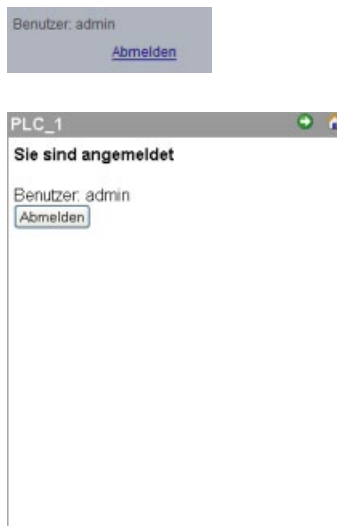 Benutzer: admin
Abmelden
PLC_1
Sie sind angemeldet
Benutzer: admin
Abmelden